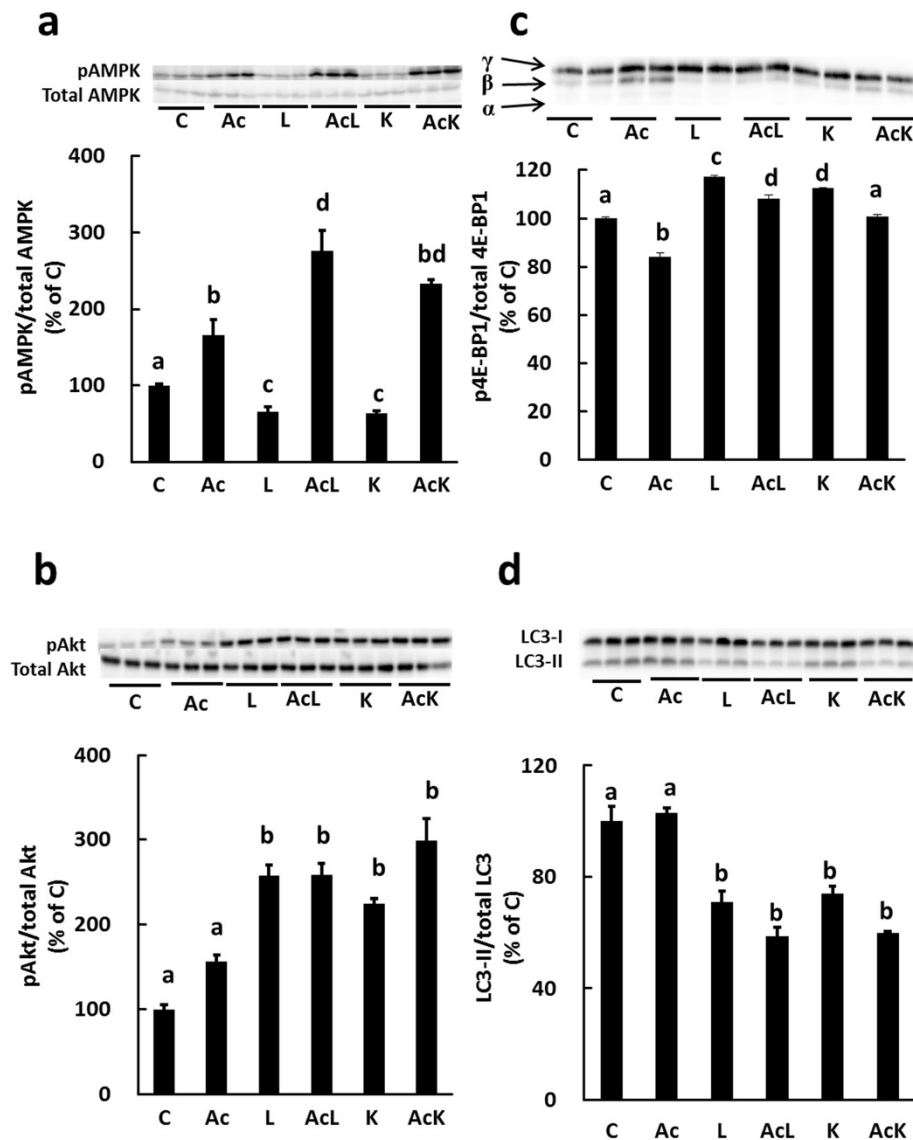 a
pAMPK
Total AMPK
C Ac L AcL K AcK
pAMPK/total AMPK
(% of C)
400
300
200
100
0
a
b
c
d
c
bd
C Ac L AcL K AcK
c
γ
β
α
C Ac L AcL K AcK
p4E-BP1/total 4E-BP1
(% of C)
120
100
80
60
40
20
0
a
b
c
d
d
a
C Ac L AcL K AcK
b
pAkt
Total Akt
C Ac L AcL K AcK
pAkt/total Akt
(% of C)
400
300
200
100
0
a
a
b
b
b
b
C Ac L AcL K AcK
d
LC3-I
LC3-II
C Ac L AcL K AcK
LC3-II/total LC3
(% of C)
120
80
40
0
a
a
b
b
b
b
C Ac L AcL K AcK